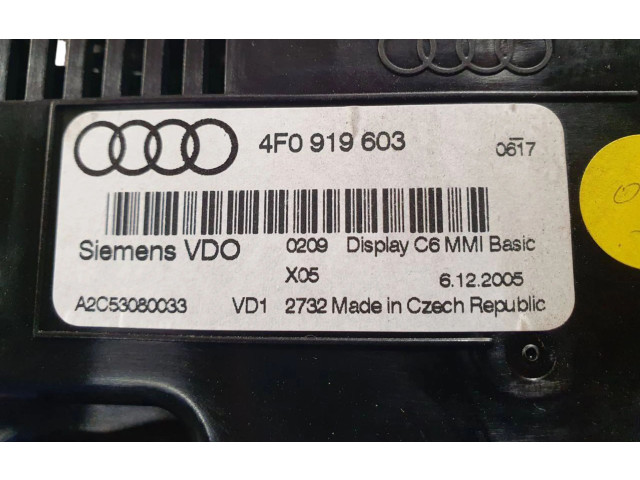 4F0 919 603
0617
Siemens VDO
0209 Display C6 MMI Basic
X05 6.12.2005
A2C53080033 VD1 2732 Made in Czech Republic